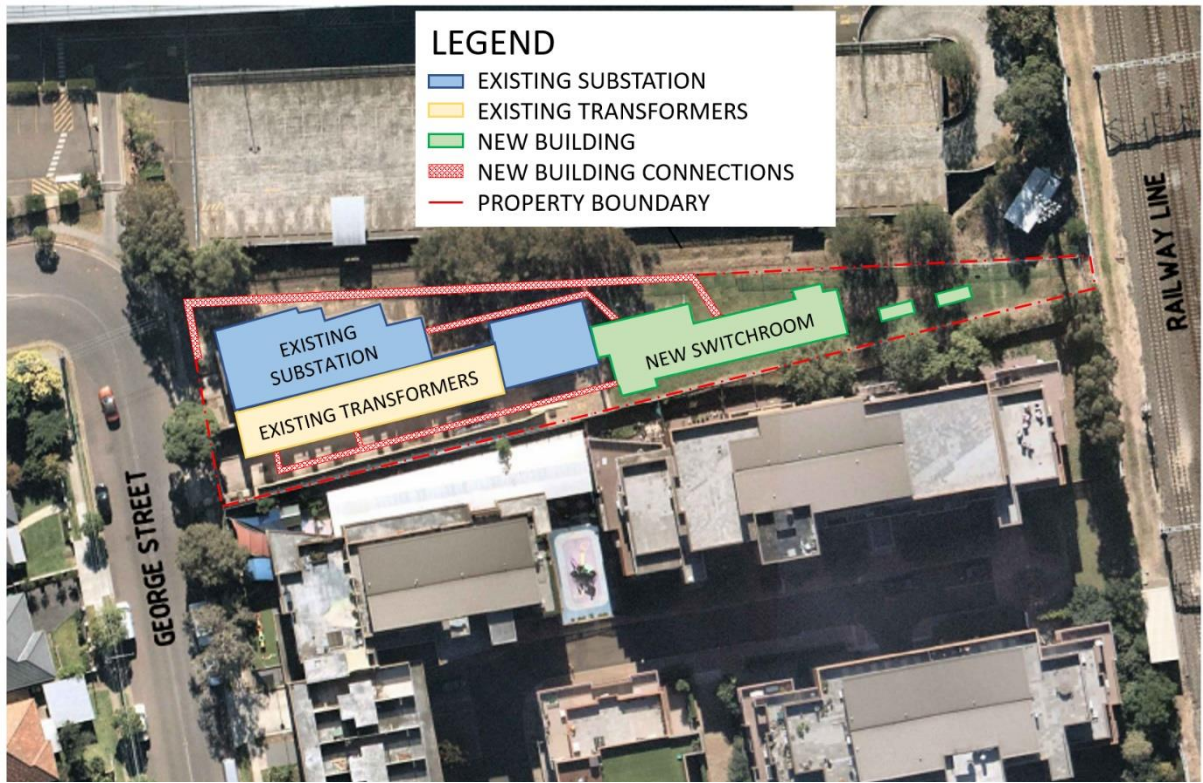 LEGEND
EXISTING SUBSTATION
EXISTING TRANSFORMERS
NEW BUILDING
NEW BUILDING CONNECTIONS
PROPERTY BOUNDARY
EXISTING
SUBSTATION
EXISTING TRANSFORMERS
NEW SWITCHROOM
GEORGE STREET
RAILWAY LINE